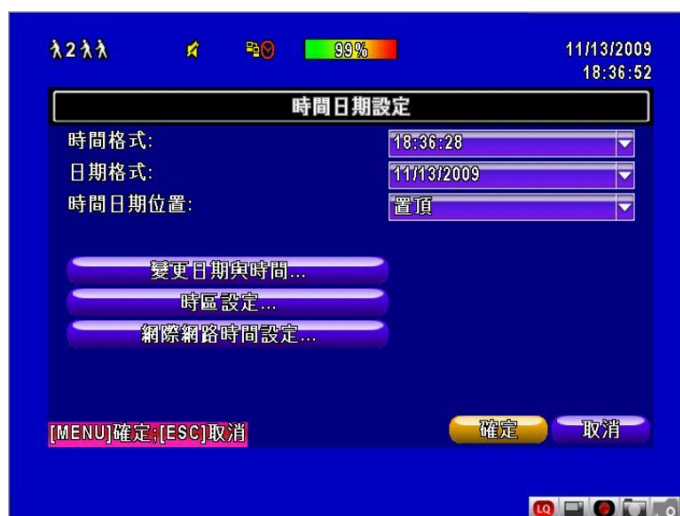 2
99%
11/13/2009
18:36:52
時間日期設定
時間格式: 18:36:28
日期格式: 11/13/2009
時間日期位置: 置頂
變更日期與時間...
時區設定...
網際網路時間設定...
[MENU]確定;[ESC]取消
確定 取消
LQ